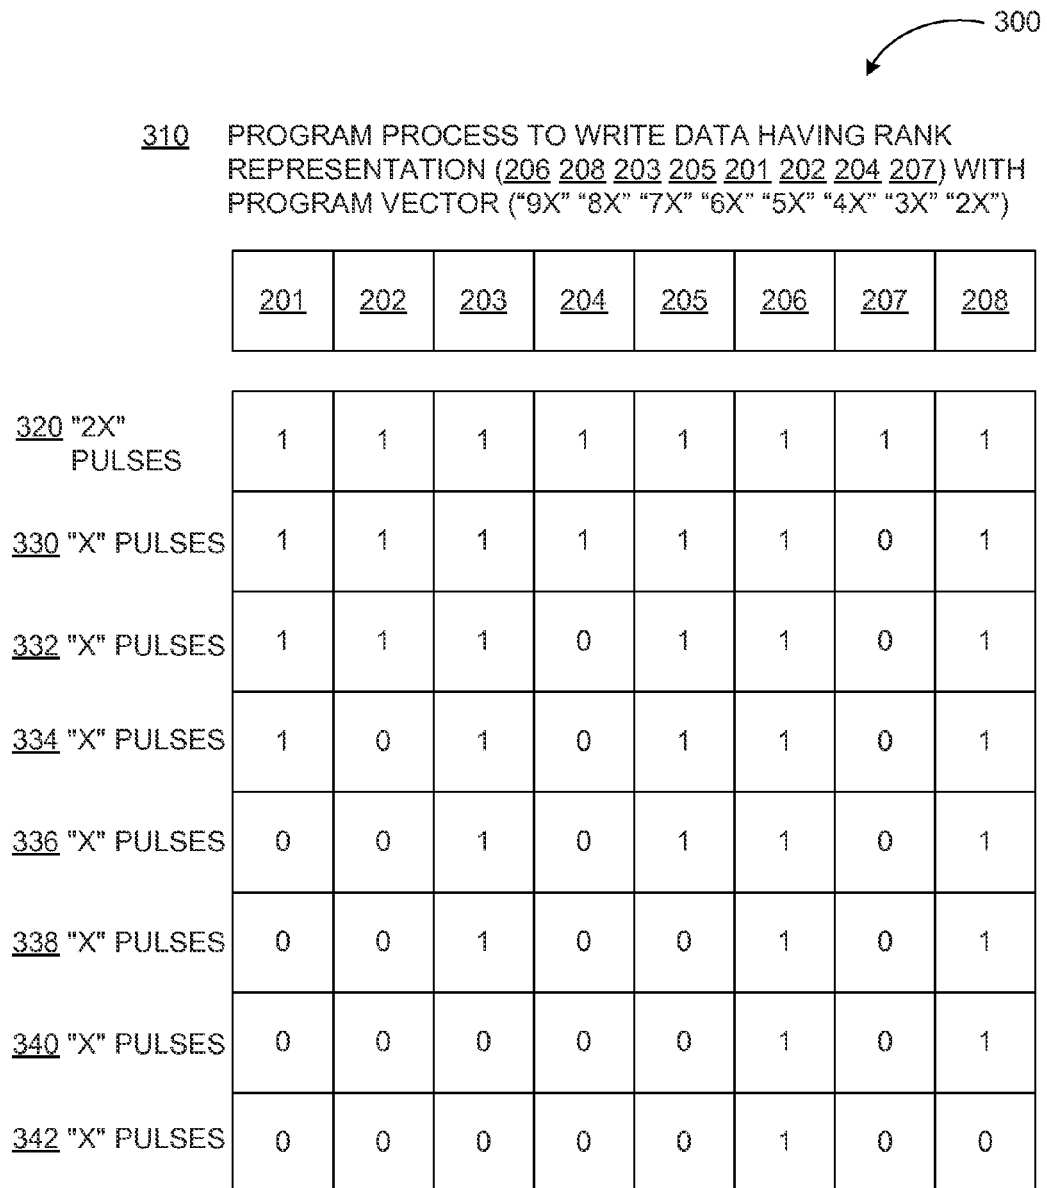 300
310 PROGRAM PROCESS TO WRITE DATA HAVING RANK
REPRESENTATION (206 208 203 205 201 202 204 207) WITH
PROGRAM VECTOR (“9X” “8X” “7X” “6X” “5X” “4X” “3X” “2X”)
201 202 203 204 205 206 207 208
320 "2X"
PULSES 1 1 1 1 1 1 1 1
330 "X" PULSES 1 1 1 1 1 1 0 1
332 "X" PULSES 1 1 1 0 1 1 0 1
334 "X" PULSES 1 0 1 0 1 1 0 1
336 "X" PULSES 0 0 1 0 1 1 0 1
338 "X" PULSES 0 0 1 0 0 1 0 1
340 "X" PULSES 0 0 0 0 0 1 0 1
342 "X" PULSES 0 0 0 0 0 1 0 0